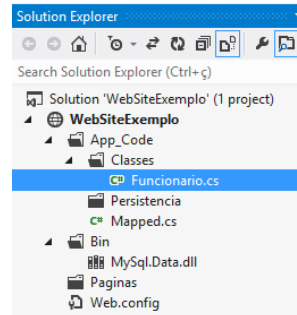 Solution Explorer
Search Solution Explorer (Ctrl+ç)
Solution 'WebSiteExemplo' (1 project)
WebSiteExemplo
App_Code
Classes
C# Funcionario.cs
Persistencia
C# Mapped.cs
Bin
MySql.Data.dll
Paginas
Web.config